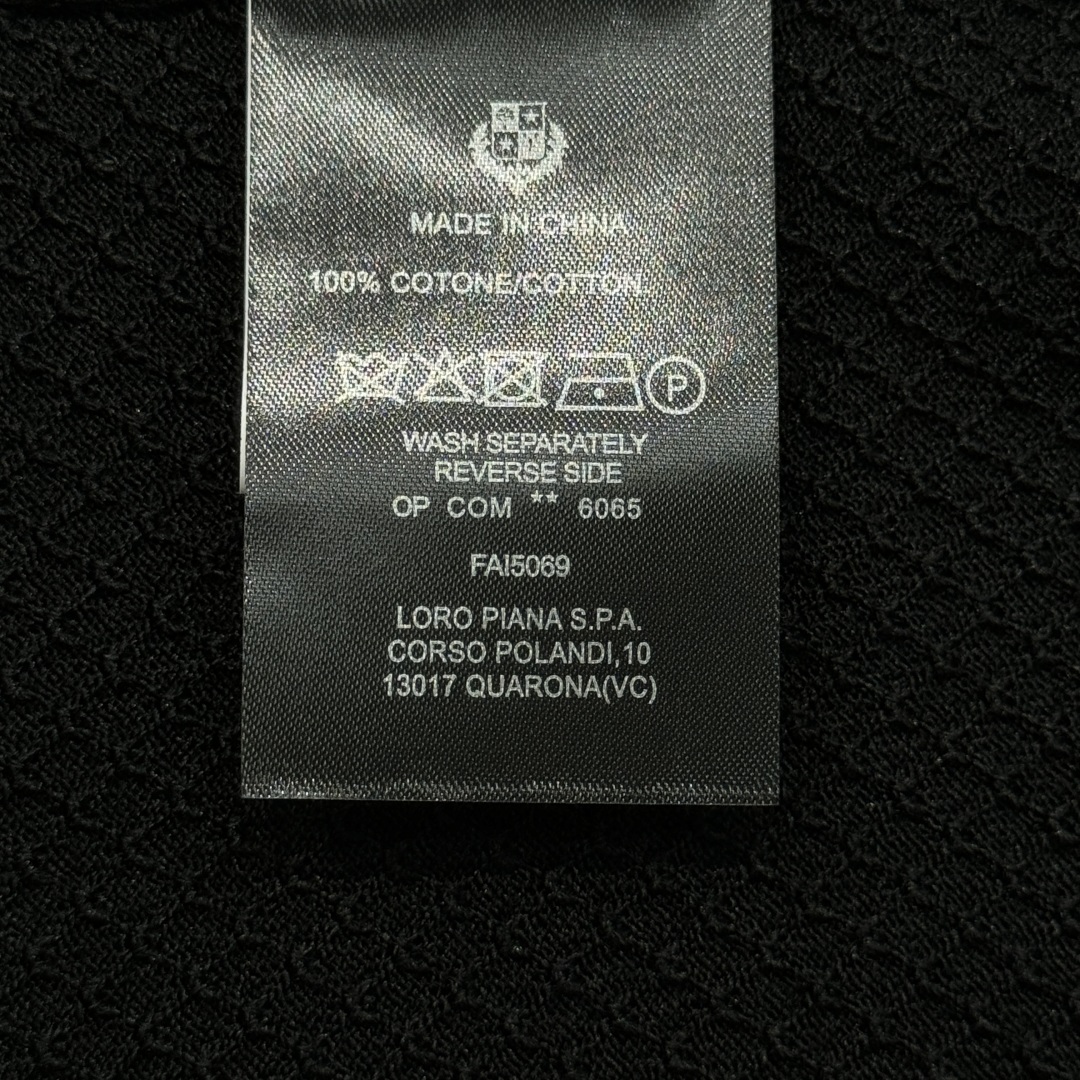 MADE IN CHINA
100% COTONE/COTTON
P
WASH SEPARATELY
REVERSE SIDE
OP COM ** 6065
FAI5069
LORO PIANA S.P.A.
CORSO POLANDI,10
13017 QUARONA(VC)